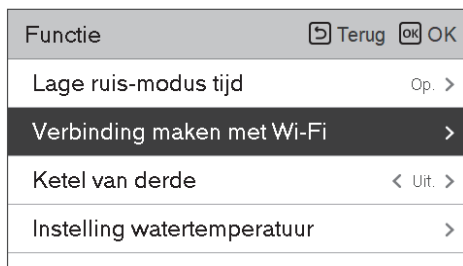 Functie Terug OK OK
Lage ruis-modus tijd Op. >
Verbinding maken met Wi-Fi >
Ketel van derde < Uit. >
Instelling watertemperatuur >